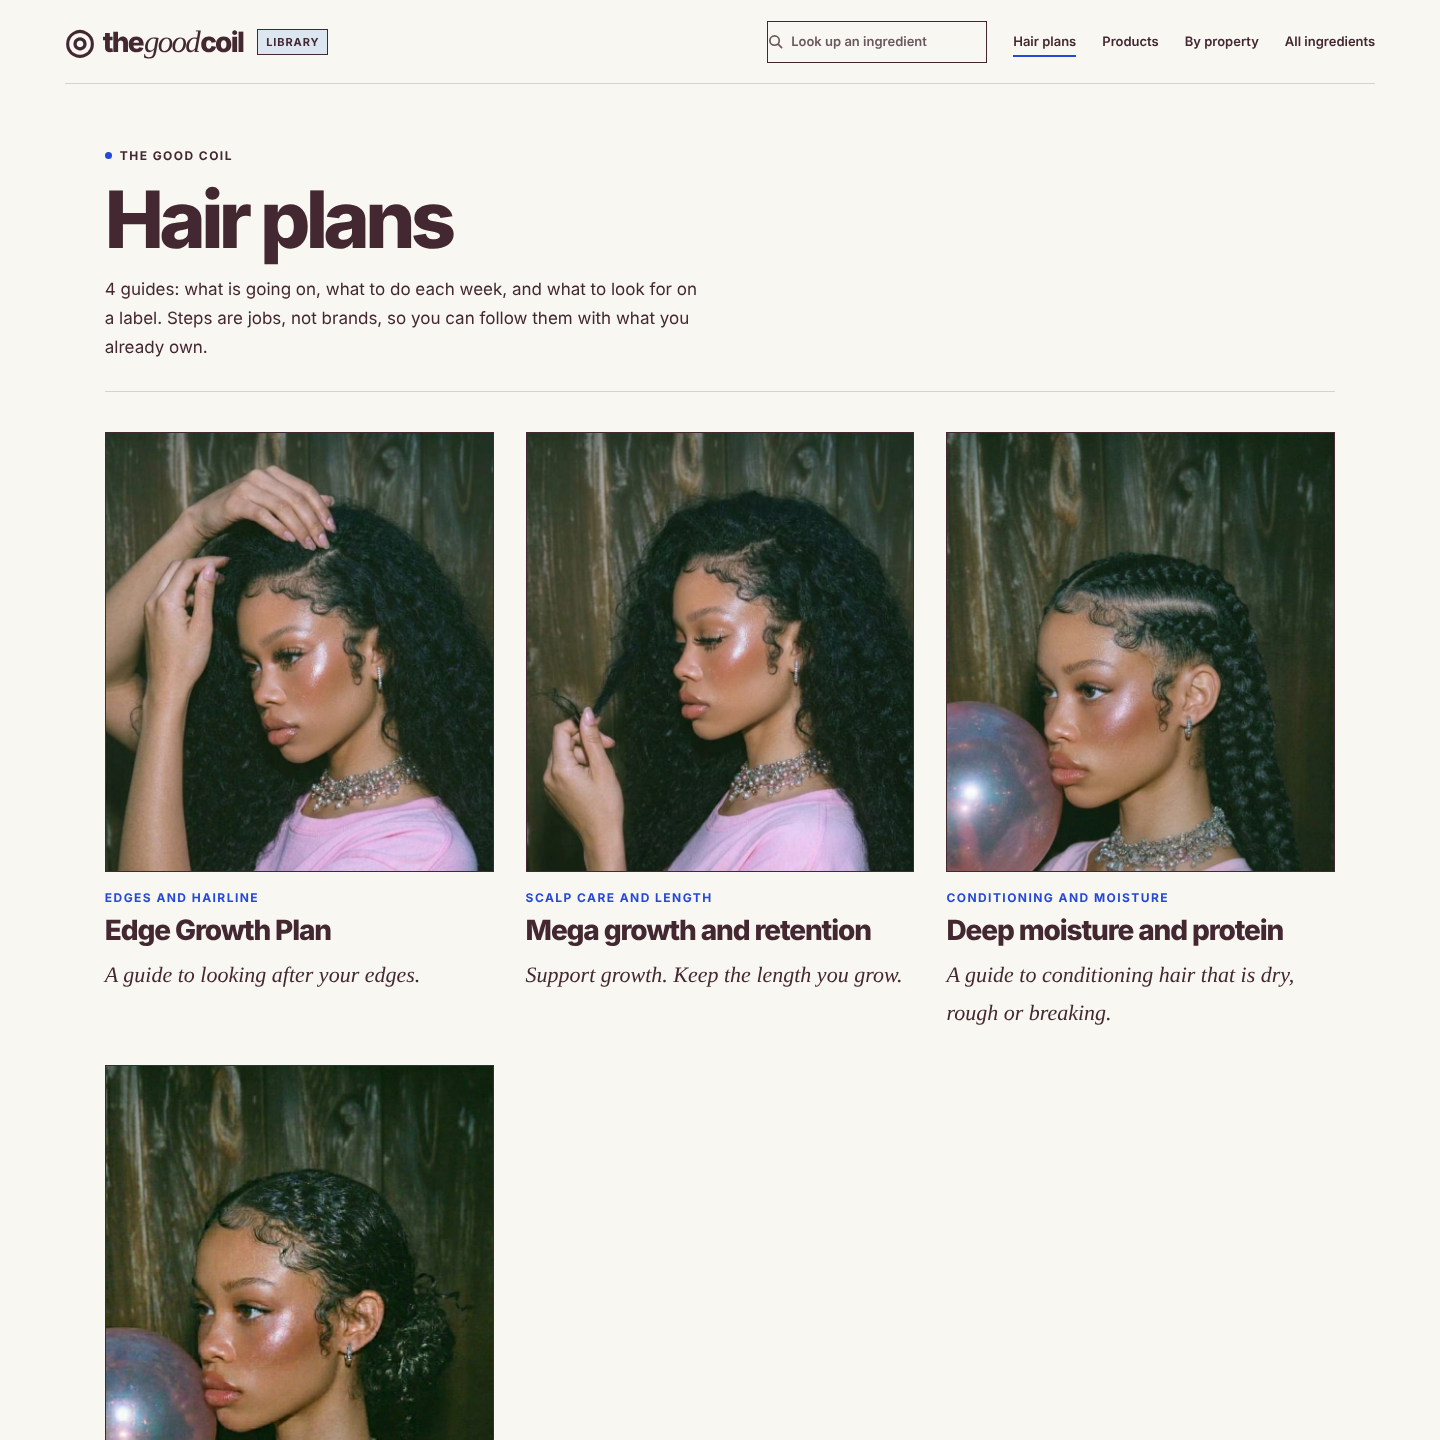 thegoodcoil LIBRARY Look up an ingredient Hair plans Products By property All ingredients
THE GOOD COIL
Hair plans
4 guides: what is going on, what to do each week, and what to look for on
a label. Steps are jobs, not brands, so you can follow them with what you
already own.
EDGES AND HAIRLINE
Edge Growth Plan
A guide to looking after your edges.
SCALP CARE AND LENGTH
Mega growth and retention
Support growth. Keep the length you grow.
CONDITIONING AND MOISTURE
Deep moisture and protein
A guide to conditioning hair that is dry,
rough or breaking.